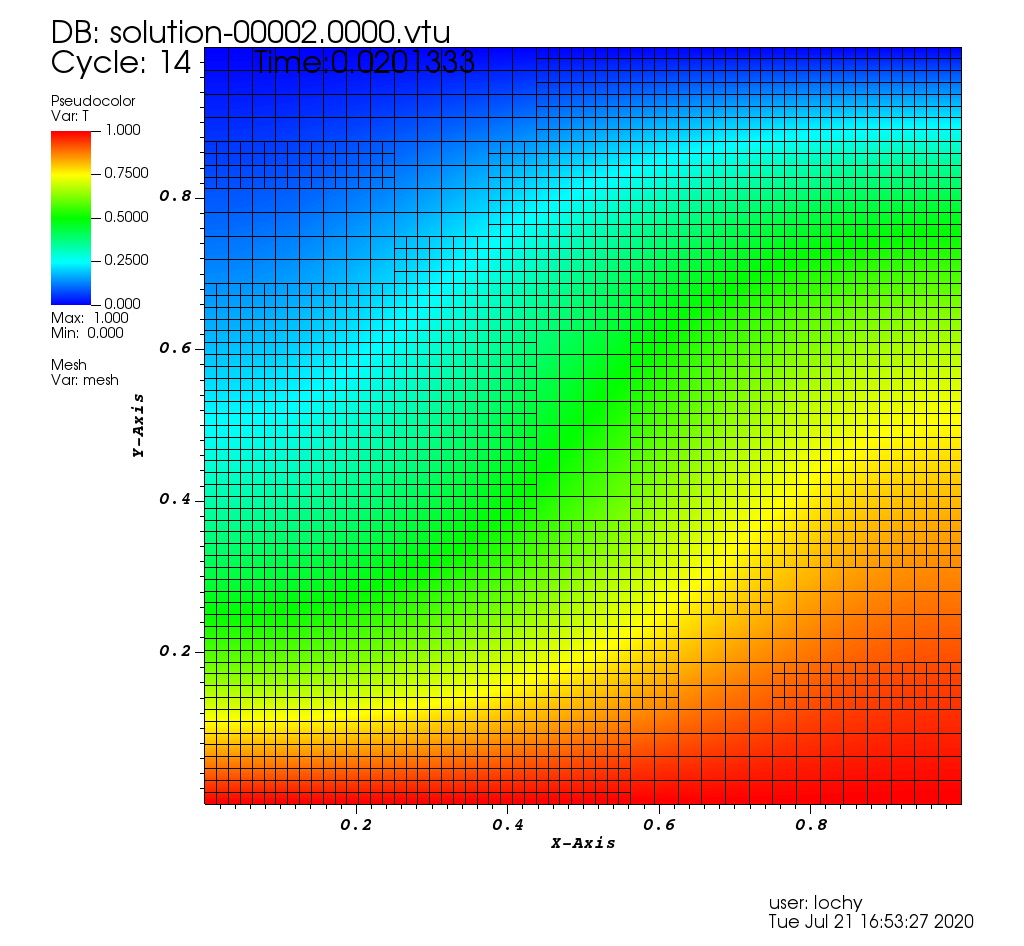 DB: solution-00002.0000.vtu
Cycle: 14 Time:0.0201333
Pseudocolor
Var: T
1.000
0.7500
0.5000
0.2500
0.000
Max: 1.000
Min: 0.000
Mesh
Var: mesh
Y-Axis
0.8
0.6
0.4
0.2
0.2 0.4 0.6 0.8
X-Axis
user: lochy
Tue Jul 21 16:53:27 2020